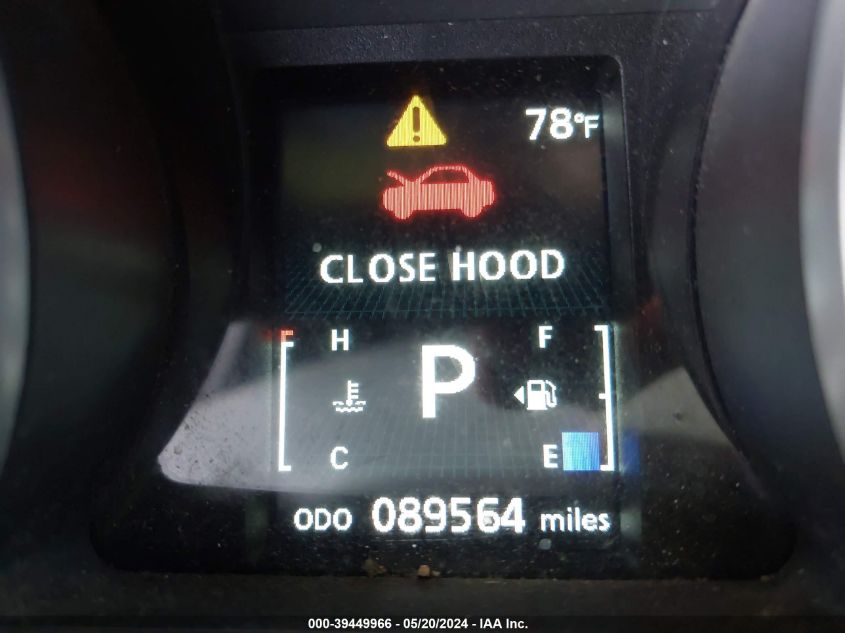 78°F
CLOSE HOOD
H F
P
C E
ODO 089564 miles
000-39449966 / 05/20/2024 - IAA Inc.